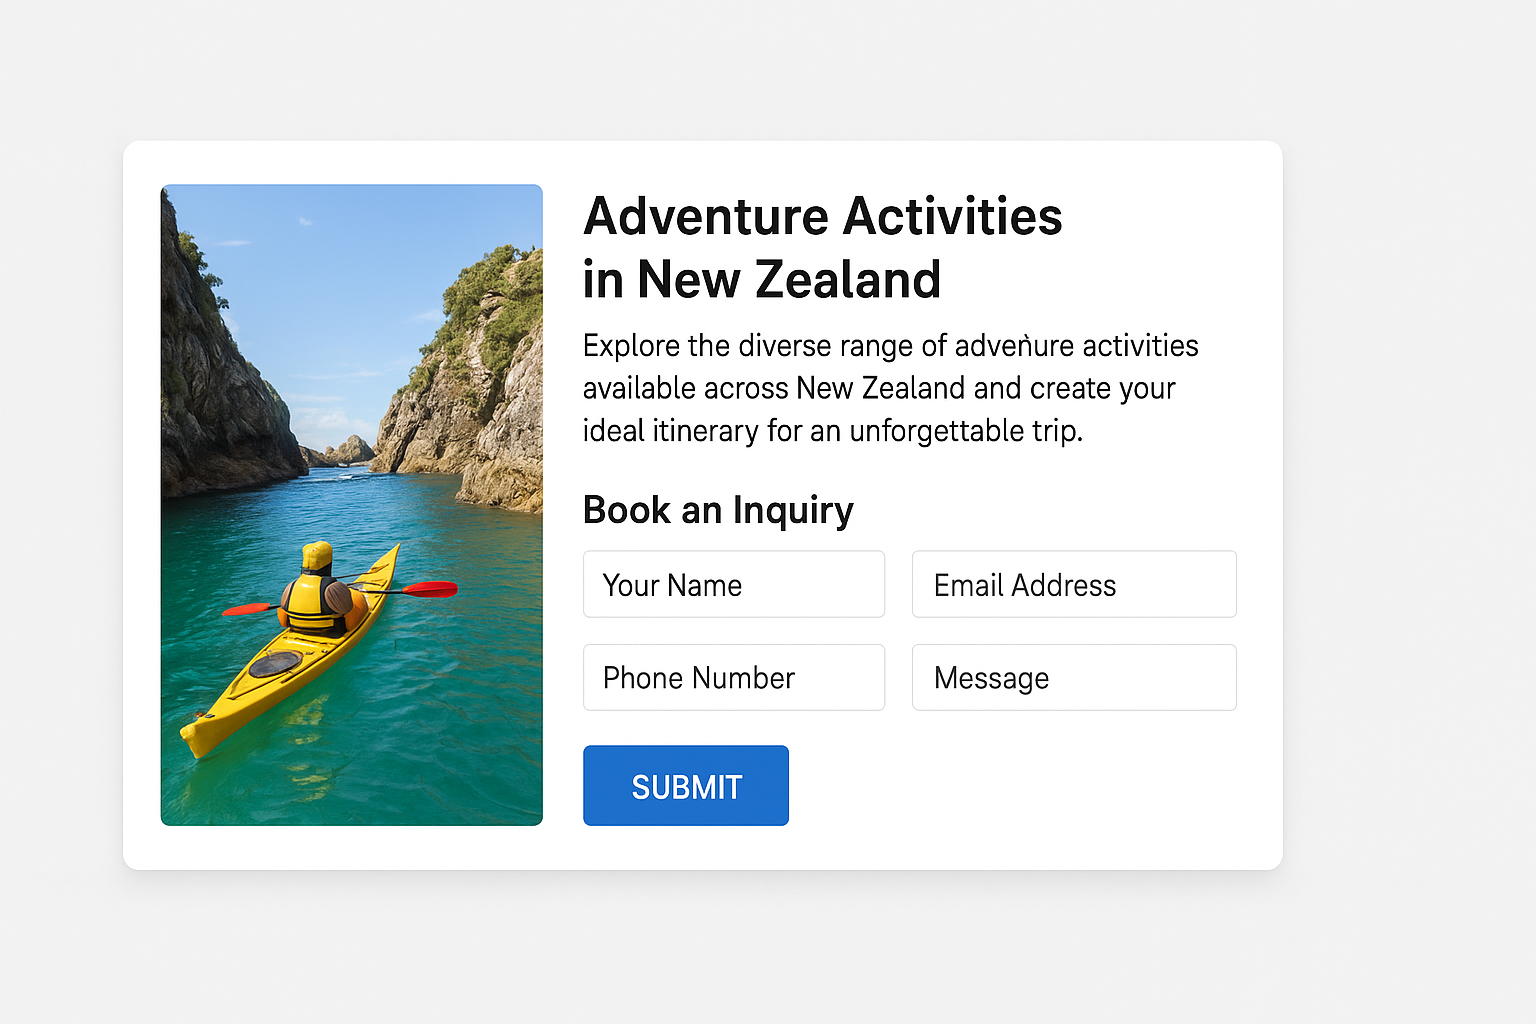 Adventure Activities
in New Zealand
Explore the diverse range of adveǹure activities
available across New Zealand and create your
ideal itinerary for an unforgettable trip.
Book an Inquiry
Your Name
Email Address
Phone Number
Message
SUBMIT